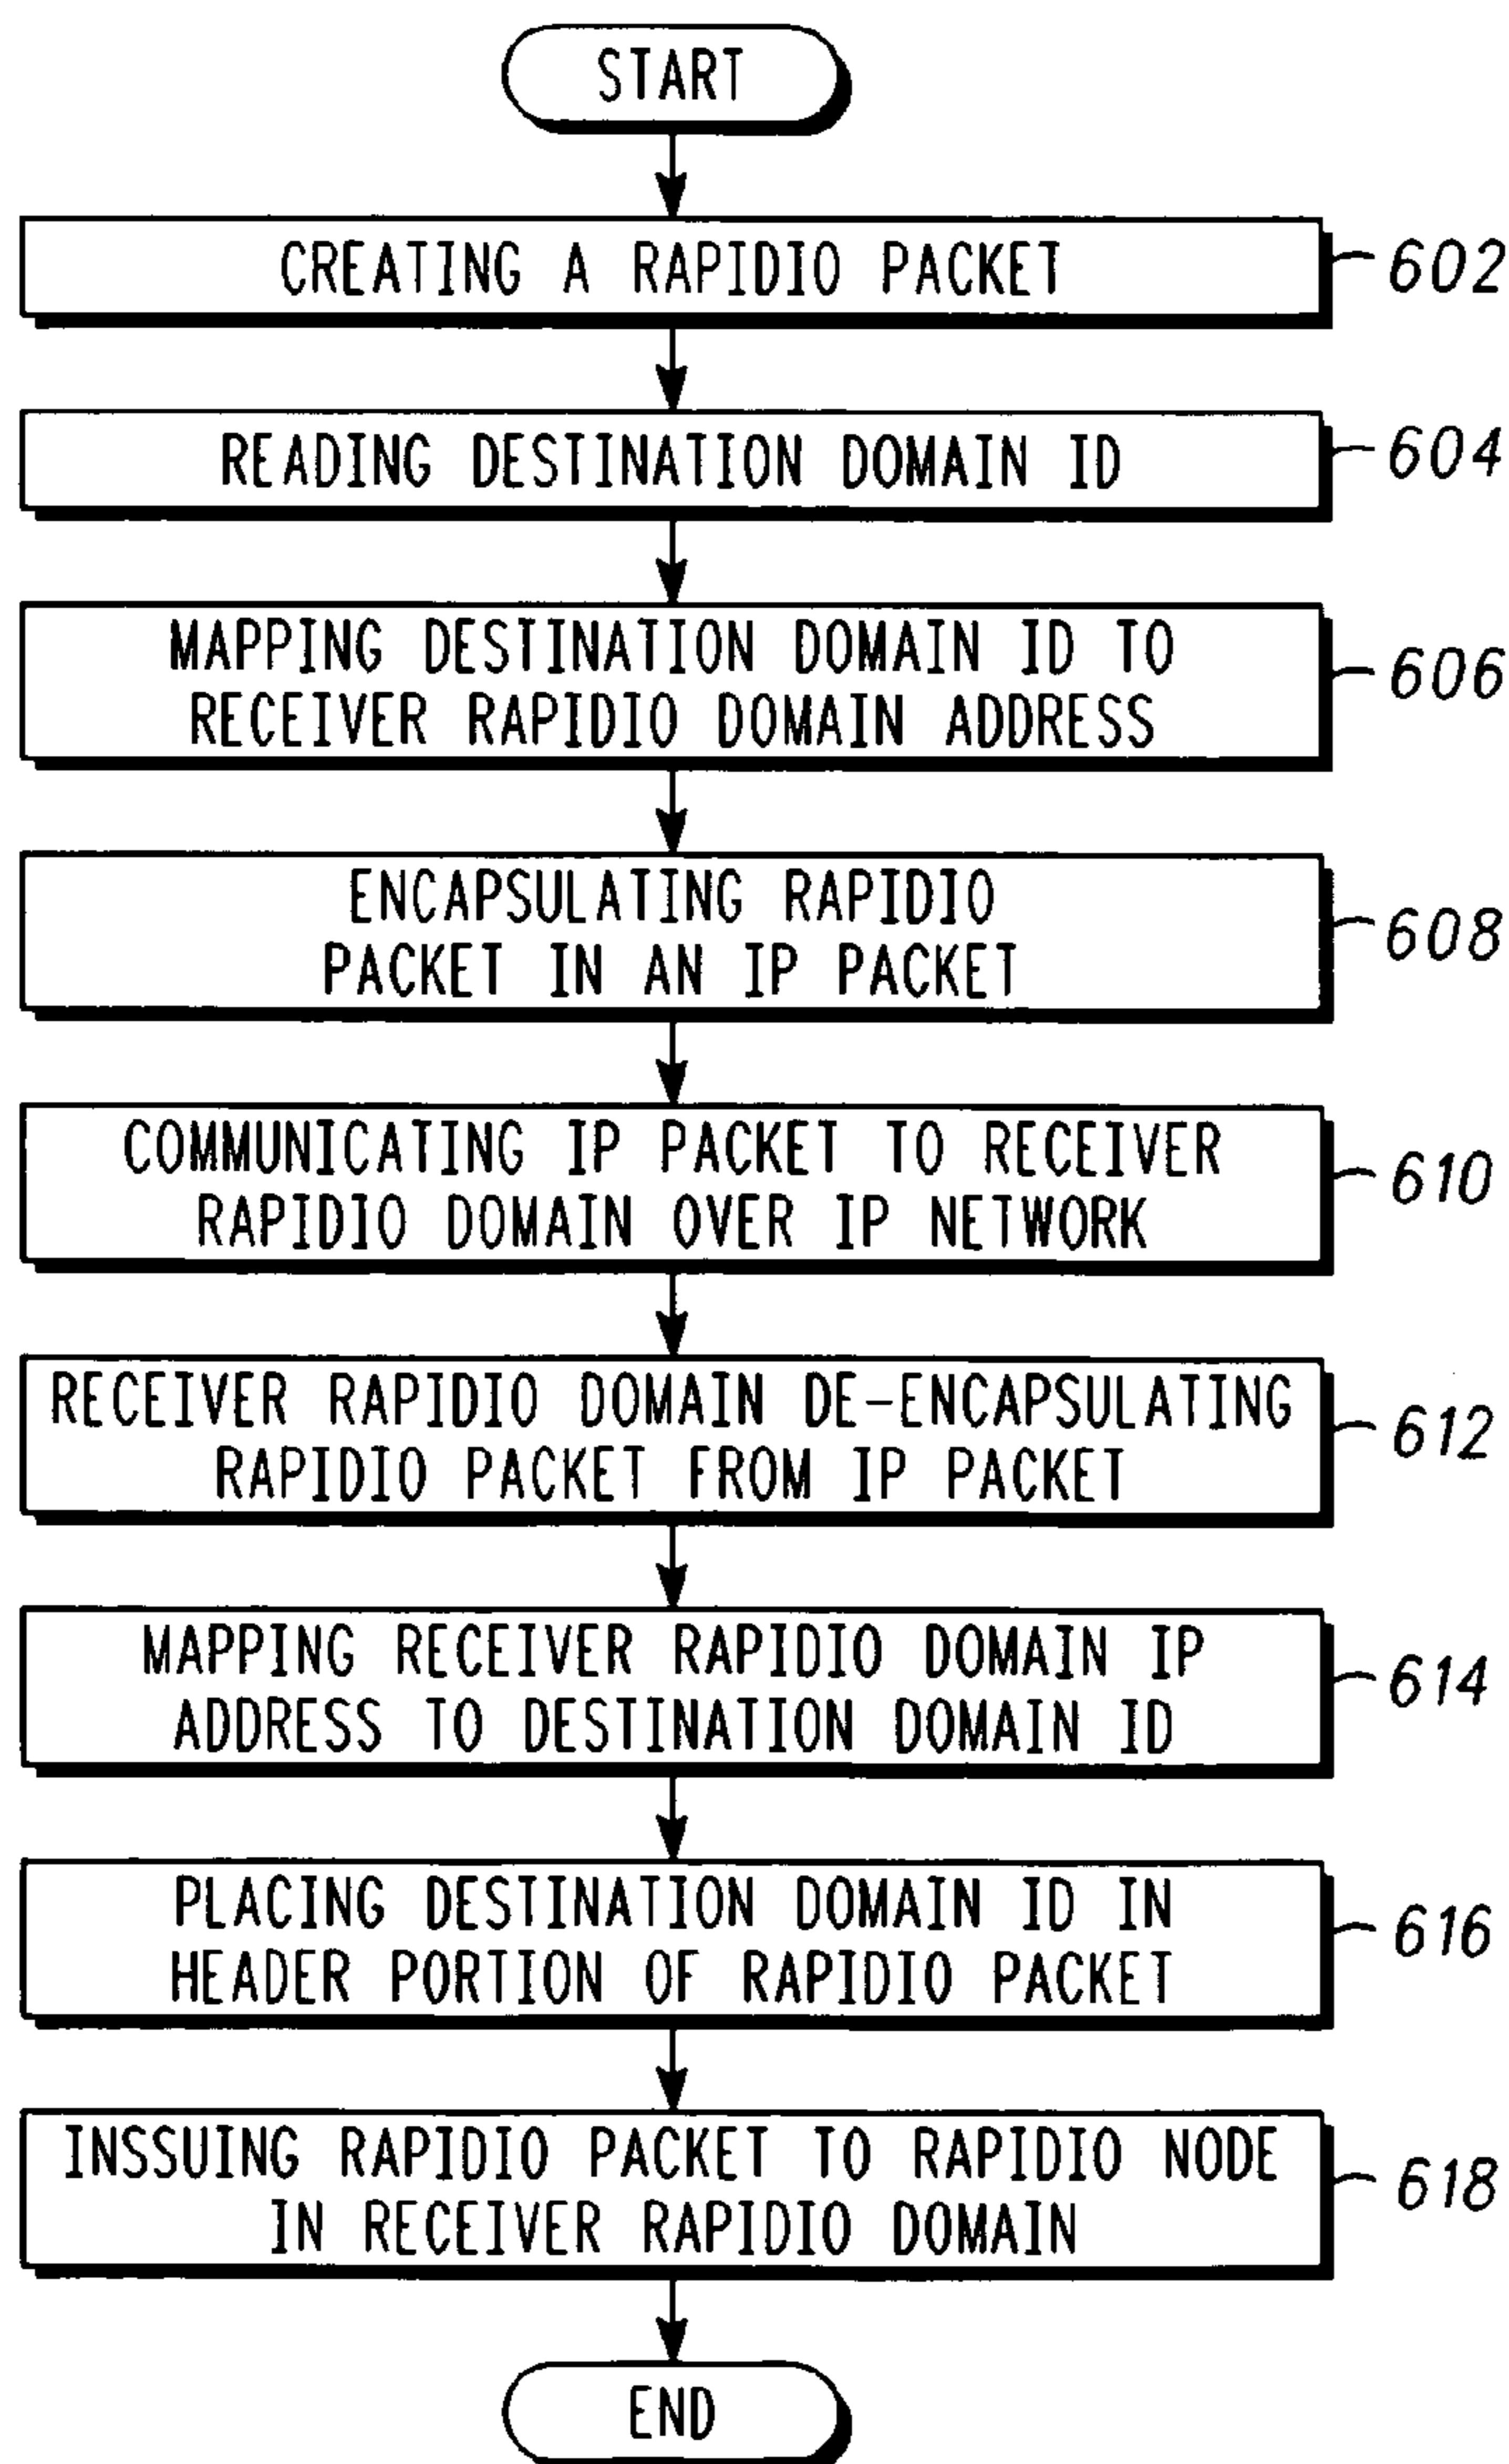 START
CREATING A RAPIDIO PACKET
602
READING DESTINATION DOMAIN ID
604
MAPPING DESTINATION DOMAIN ID TO
RECEIVER RAPIDIO DOMAIN ADDRESS
606
ENCAPSULATING RAPIDIO
PACKET IN AN IP PACKET
608
COMMUNICATING IP PACKET TO RECEIVER
RAPIDIO DOMAIN OVER IP NETWORK
610
RECEIVER RAPIDIO DOMAIN DE-ENCAPSULATING
RAPIDIO PACKET FROM IP PACKET
612
MAPPING RECEIVER RAPIDIO DOMAIN IP
ADDRESS TO DESTINATION DOMAIN ID
614
PLACING DESTINATION DOMAIN ID IN
HEADER PORTION OF RAPIDIO PACKET
616
INSSUING RAPIDIO PACKET TO RAPIDIO NODE
IN RECEIVER RAPIDIO DOMAIN
618
END